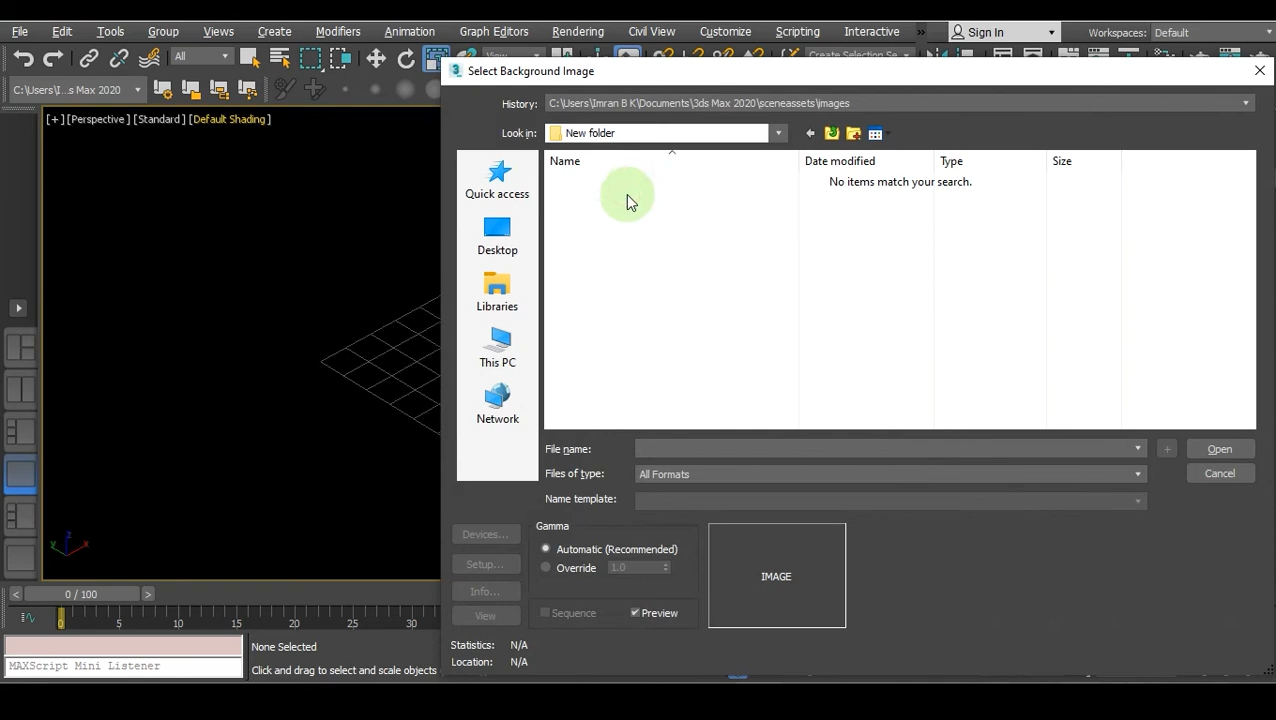 File Edit Tools Group Views Create Modifiers Animation Graph Editors Rendering Civil View Customize Scripting Interactive » Sign In Workspaces: Default
All View Create Selection Se
C:\Users\I...s Max 2020
Select Background Image
[+] [Perspective] [Standard] [Default Shading]
History: C:\Users\Imran B K\Documents\3ds Max 2020\sceneassets\images
Look in: New folder
Name Date modified Type Size
No items match your search.
Quick access
Desktop
Libraries
This PC
Network
File name: + Open
Files of type: All Formats Cancel
Name template:
Gamma
Devices... Automatic (Recommended)
Setup... Override 1.0
IMAGE
Info...
View Sequence Preview
Statistics: N/A
Location: N/A
z
y x
< 0 / 100 >
0 5 10 15 20 25 30
None Selected
MAXScript Mini Listener Click and drag to select and scale objects